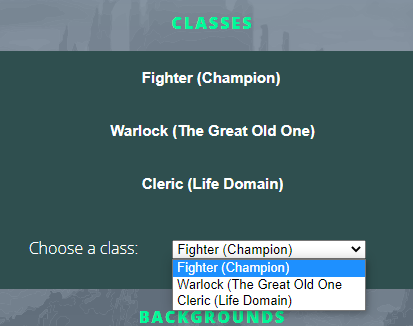 CLASSES
Fighter (Champion)
Warlock (The Great Old One)
Cleric (Life Domain)
Choose a class: Fighter (Champion)
Fighter (Champion)
Warlock (The Great Old One
Cleric (Life Domain)
BACKGROUNDS